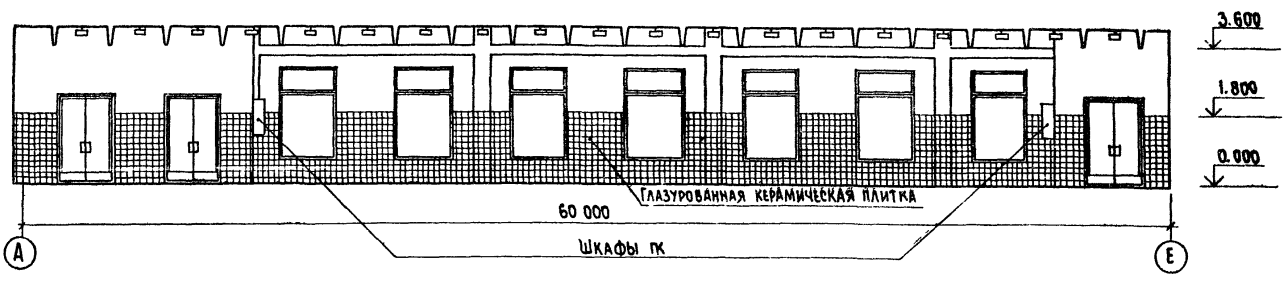 3.600
1.800
0.000
ГЛАЗУРОВАННАЯ КЕРАМИЧЕСКАЯ ПЛИТКА
60 000
ШКАФЫ ПК
А
Е